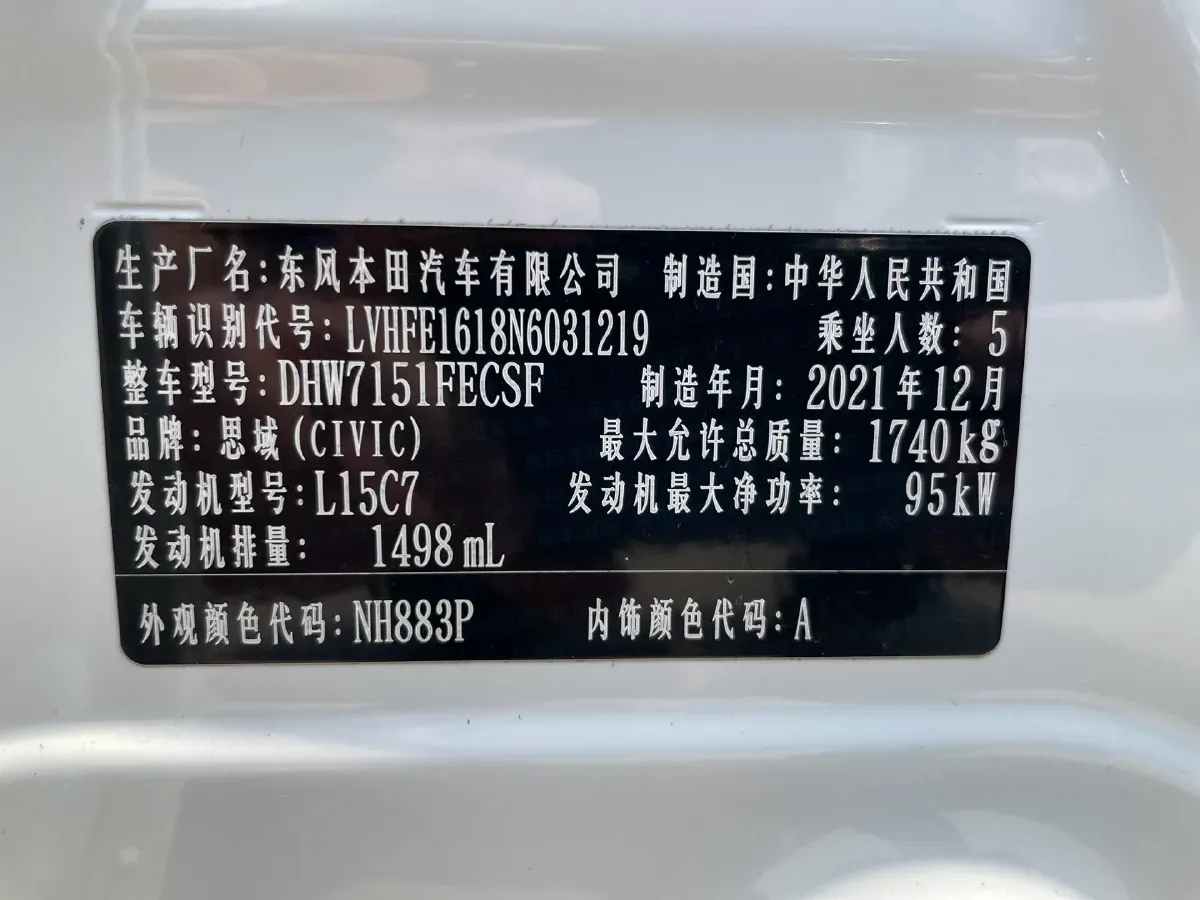 生产厂名:东风本田汽车有限公司 制造国:中华人民共和国
车辆识别代号:LVHFE1618N6031219 乘坐人数:5
整车型号:DHW7151FECSF 制造年月:2021年12月
品牌:思域(CIVIC) 最大允许总质量:1740kg
发动机型号:L15C7 发动机最大净功率:95kW
发动机排量:1498mL
外观颜色代码:NH883P 内饰颜色代码:A